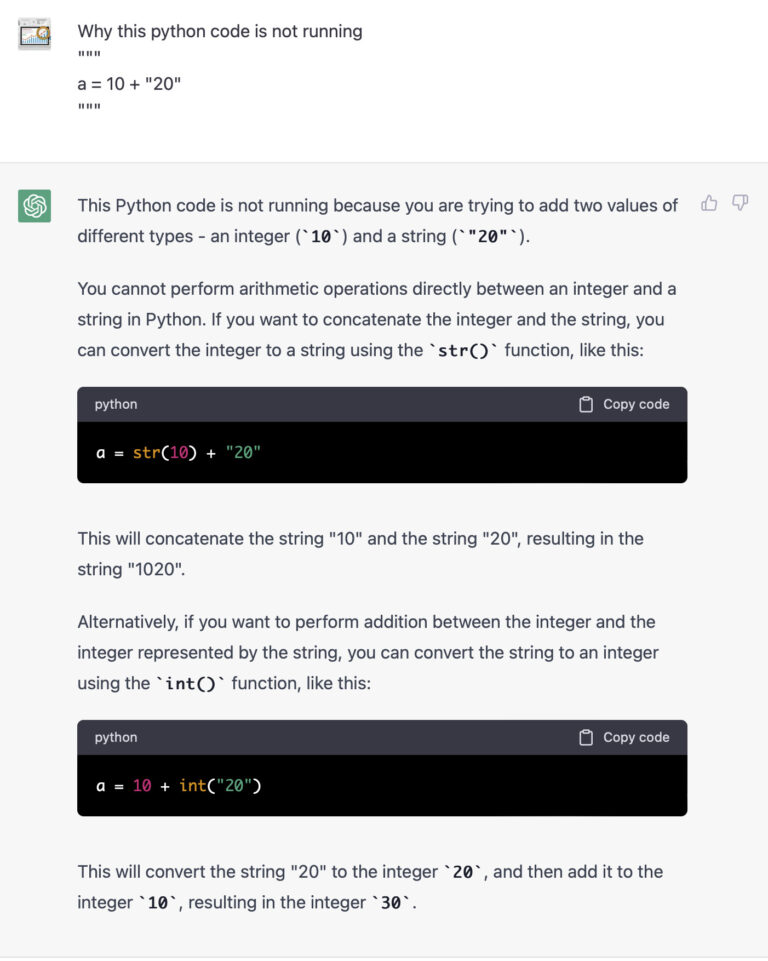 Why this python code is not running
"""
a = 10 + "20"
"""
This Python code is not running because you are trying to add two values of
different types - an integer (`10`) and a string (`"20"`).
You cannot perform arithmetic operations directly between an integer and a
string in Python. If you want to concatenate the integer and the string, you
can convert the integer to a string using the `str()` function, like this:
python Copy code
a = str(10) + "20"
This will concatenate the string "10" and the string "20", resulting in the
string "1020".
Alternatively, if you want to perform addition between the integer and the
integer represented by the string, you can convert the string to an integer
using the `int()` function, like this:
python Copy code
a = 10 + int("20")
This will convert the string "20" to the integer `20`, and then add it to the
integer `10`, resulting in the integer `30`.